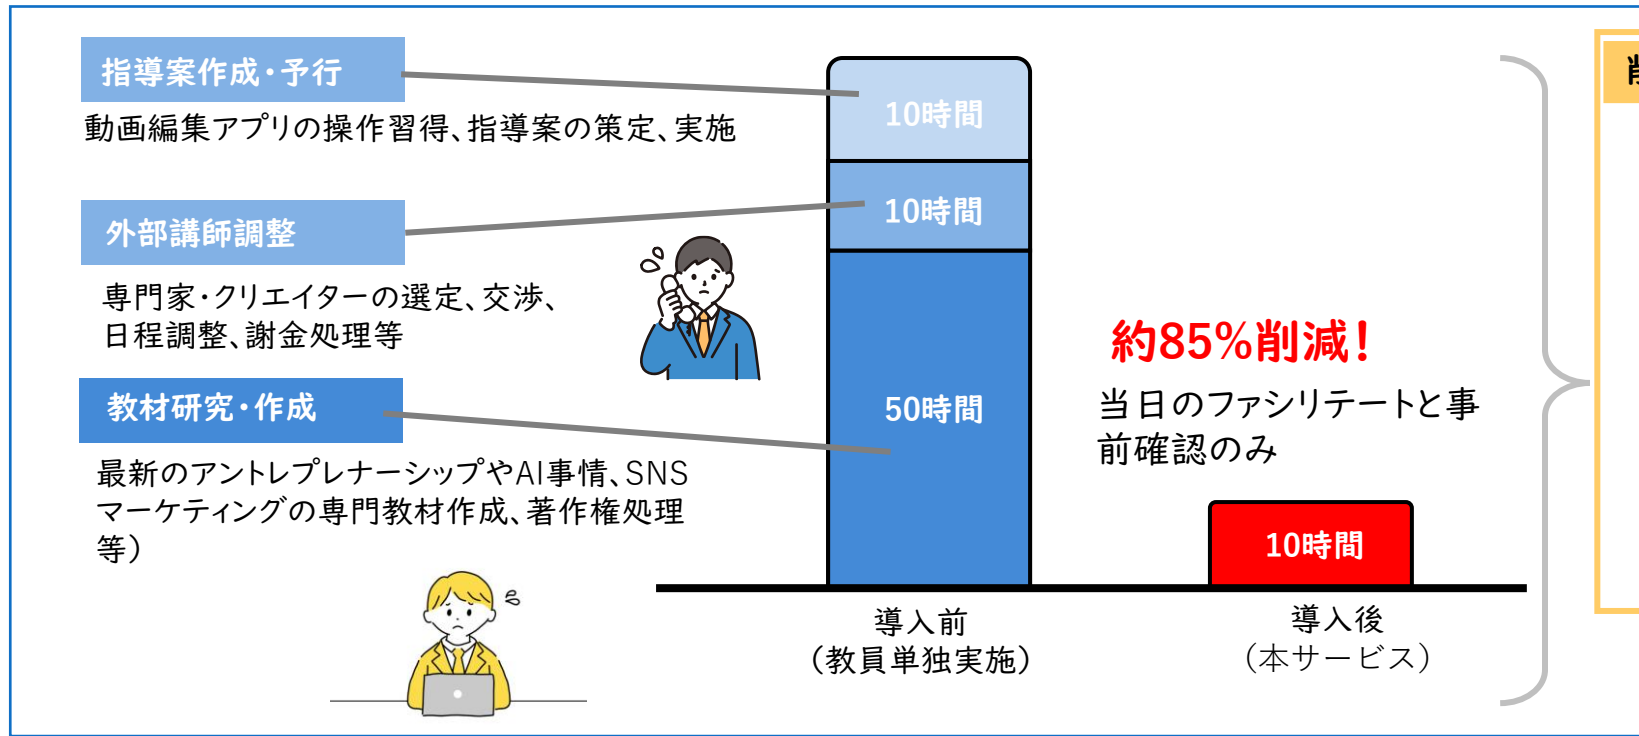 指導案作成・予行
動画編集アプリの操作習得、指導案の策定、実施
外部講師調整
専門家・クリエイターの選定、交渉、
日程調整、謝金処理等
教材研究・作成
最新のアントレプレナーシップやAI事情、SNS
マーケティングの専門教材作成、著作権処理
等）
10時間
10時間
50時間
導入前
（教員単独実施）
約85%削減！
当日のファシリテートと事
前確認のみ
10時間
導入後
（本サービス）